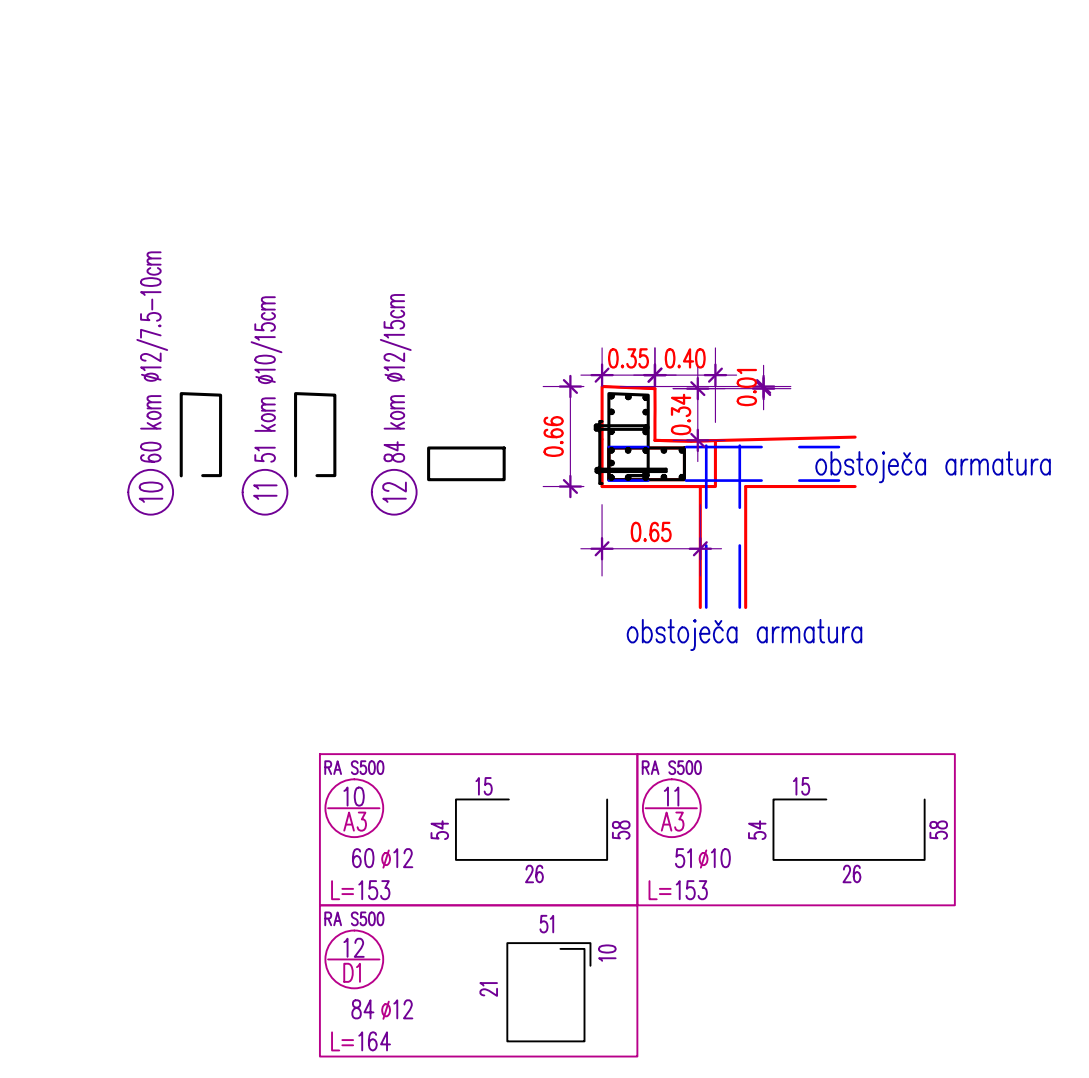 10 60 kom ø12/7.5-10cm
11 51 kom ø10/15cm
12 84 kom ø12/15cm
0.35 0.40
0.01
0.34
0.66
obstoječa armatura
0.65
obstoječa armatura
RA S500
10
A3
60 ø12
L=153
15
54
58
26
RA S500
11
A3
51ø10
L=153
15
54
58
26
RA S500
12
D1
84 ø12
L=164
51
10
21